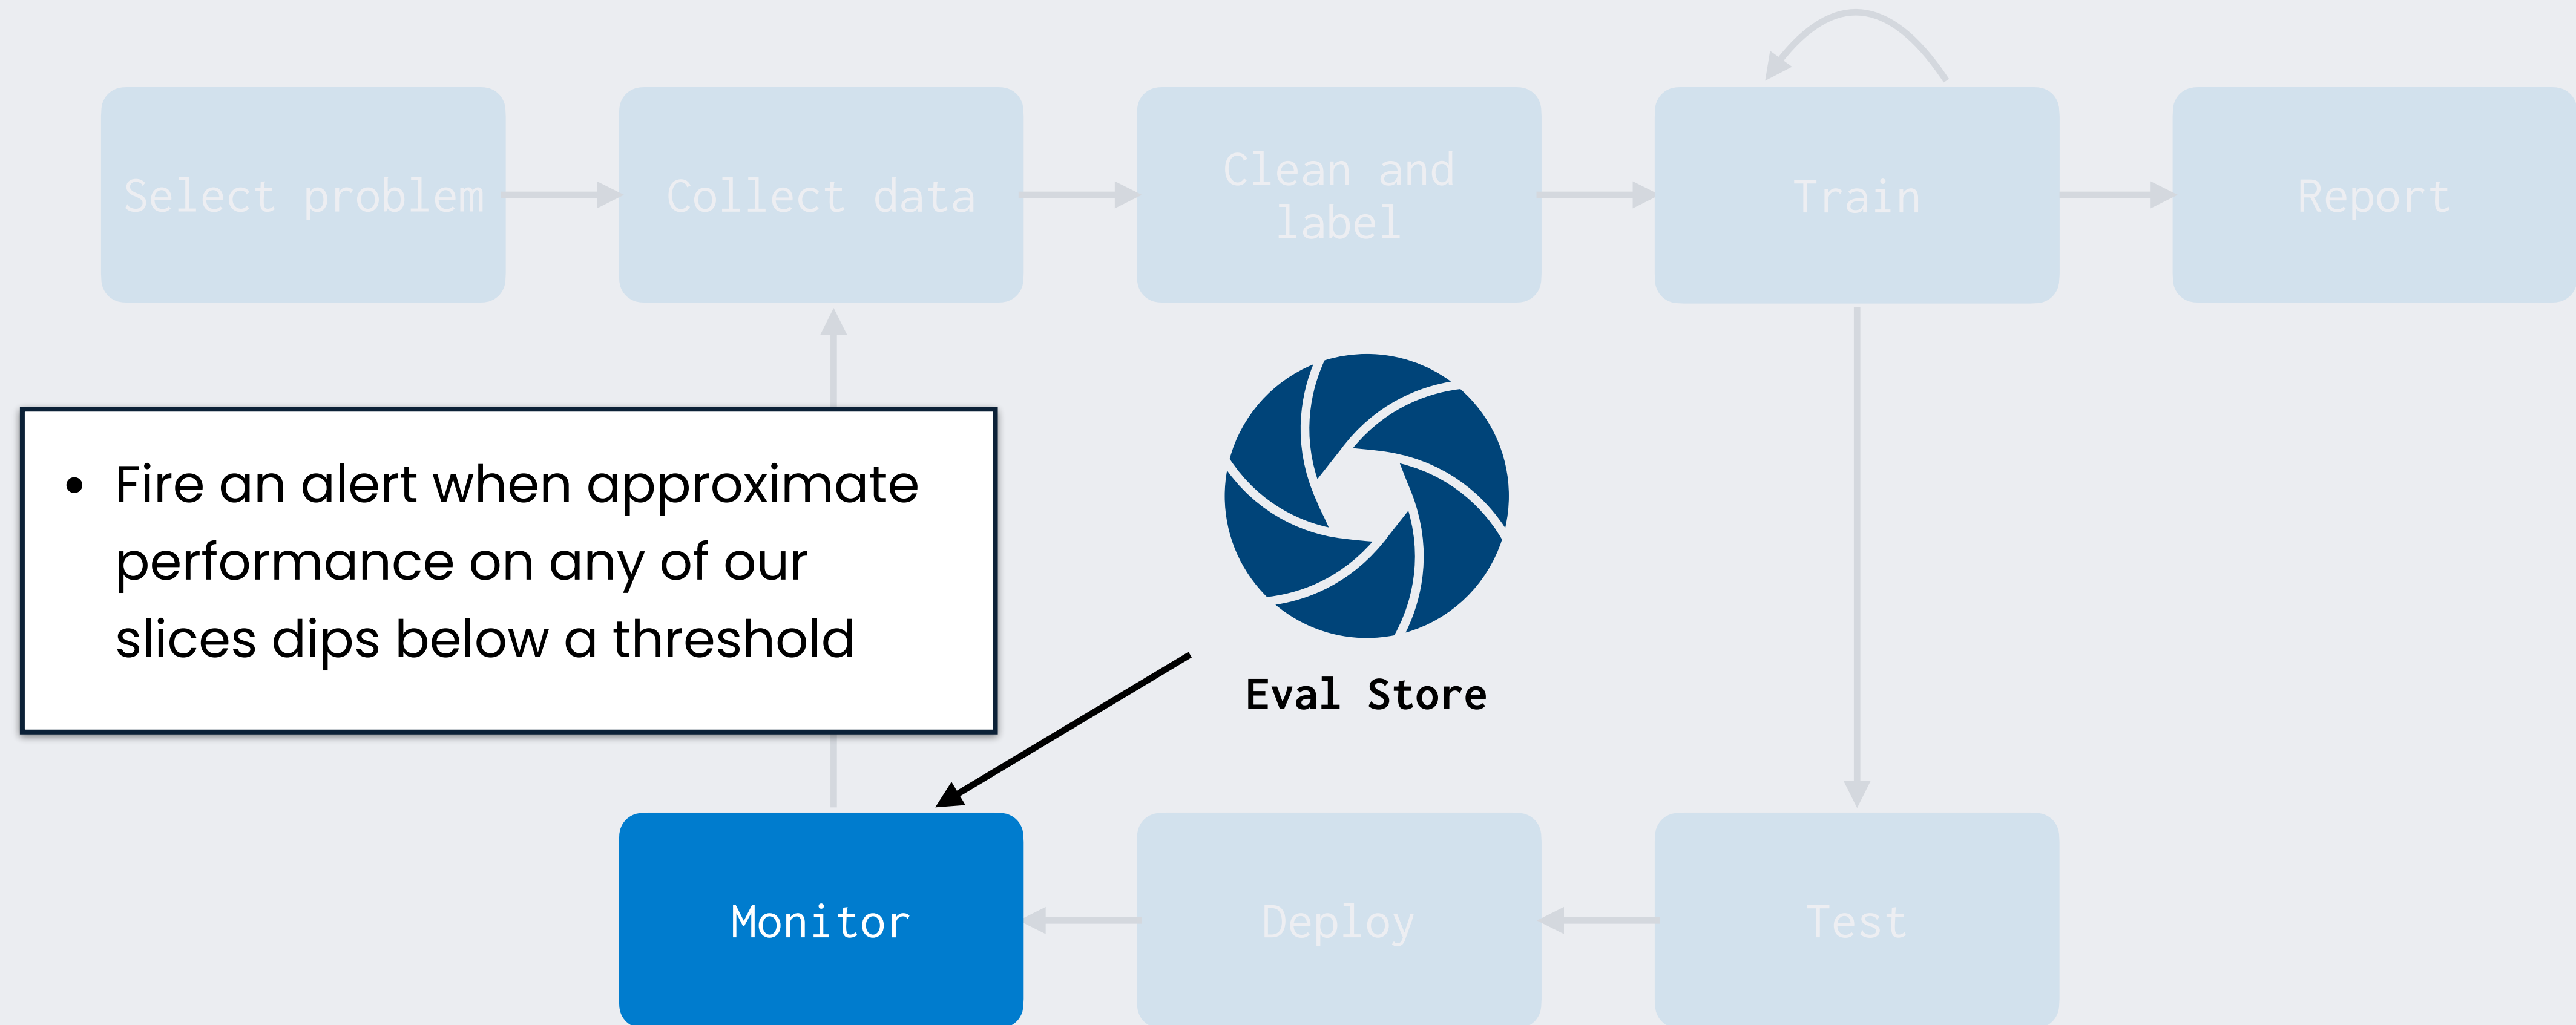 Select problem
Collect data
Clean and
label
Train
Report
• Fire an alert when approximate
performance on any of our
slices dips below a threshold
Eval Store
Monitor
Deploy
Test